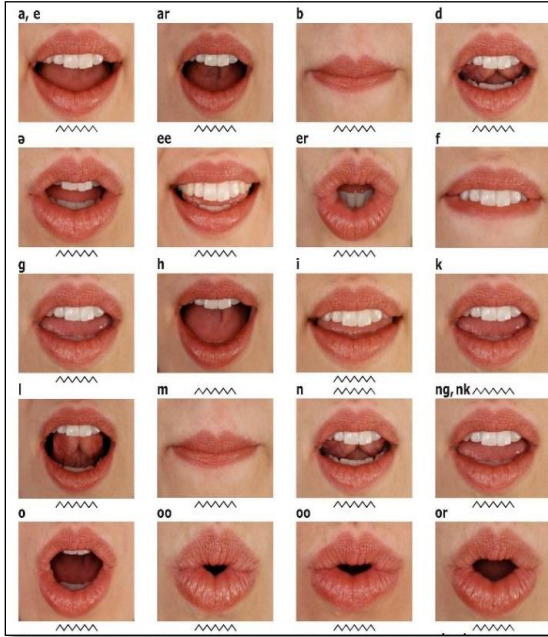 a, e ar b d
ə ee er f
g h i k
l m n ng, nk
o oo oo or